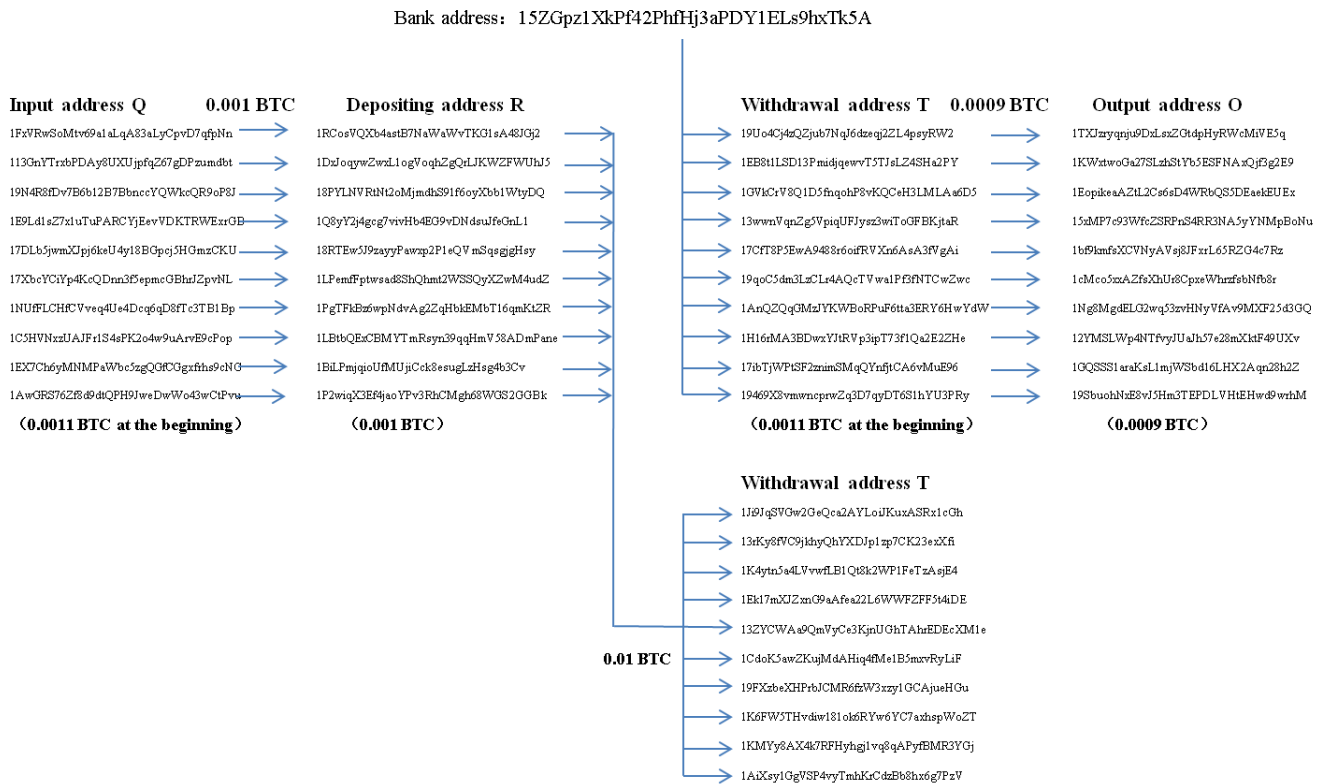 Bank address: 15ZGpz1XkPf42PhfHj3aPDY1ELs9hxTk5A
Input address Q 0.001 BTC Depositing address R Withdrawal address T 0.0009 BTC Output address O
1FxVRwSoMtv69a1aLqA83aLyCpvD7qfpNn 1RCosVQXb4astB7NaWaWvTKG1sA48JGj2 19Uo4Cj4zQZjub7NqJ6dzeqj2ZL4psyRW2 1TXJzryqnju9DxLsxZGtdpHyRWcMiVE5q
113GnYTrxbPDAy8UXUjpfqZ67gDPzumdbt 1DxJoqywZwxL1ogVoqhZgQrLJKWZFWUhJ5 1EB8t1LSD13PmidjqewvT5TJsLZ4SHa2PY 1KWxtwoGa27SLzhStYb5ESFNAxQjf3g2E9
19N4R8fDv7B6b12B7BbnccYQWkcQR9oP8J 18PYLNVRtNt2oMjmdhS91f6oyXbb1WtyDQ 1GVkCrV8Q1D5fnqohP8vKQCeH3LMLAa6D5 1EopikeaAZtL2Cs6sD4WRbQS5DEaekEUEx
1E9Ld1sZ7x1uTuPARCYjEevVDKTRWExrGB 1Q8yY2j4gcg7vivHb4EG9vDNdsuJfeGnL1 13wwnVqnZg5VpiqUFJysz3wiToGFBKjtaR 15xMP7c93WfcZSRPnS4RR3NA5yYNMpBoNu
17DLb5jwmXJpj6keU4y18BGpcj5HGmzCKU 18RTEw5J9zayyPawxp2P1eQVmSqsgjgHsy 17CfT8P5EwA9488r6oifRVXn6AsA3fVgAi 1bf9kmfsXCVNyAVsj8JFxrL65RZG4c7Rz
17XbcYCiYp4KcQDnn3f5epmcGBhrJZpvNL 1LPemfFptwsad8ShQhmt2WSSQyXZwM4udZ 19qoC5dm3LzCLr4AQcTVwa1Pf3fNTCwZwc 1cMco5xxAZfsXhUr8CpxeWhrzfsbNfb8r
1NUfFLCHfCVveq4Ue4Dcq6qD8fTc3TB1Bp 1PgTFkBz6wpNdvAg2ZqHbkEMbT16qmKtZR 1AnQZQqGMzJYKWBoRPuF6tta3ERY6HwYdW 1Ng8MgdELG2wq53zvHNyVfAv9MXF25d3GQ
1C5HVNxzUAJFr1S4sPK2o4w9uArvE9cPop 1LBtbQExCBMYTmRsyn39qqHmV58ADmPane 1H16rMA3BDwxYJtRVp3ipT73f1Qa2E2ZHe 12YMSLWp4NTfvyJUaJh57e28mXktF49UXv
1EX7Ch6yMNMPaWbc5zgQGfCGgxfrhs9cNG 1BiLPmjqioUfMUjiCck8esugLzHsg4b3Cv 17ibTjWPtSF2znimSMqQYnfjtCA6vMuE96 1GQSSS1araKsL1mjWSbd16LHX2Aqn28h2Z
1AwGRS76Zf8d9dtQPH9JweDwWo43wCtPvu 1P2wiqX3Ef4jaoYPv3RhCMgh68WGS2GGBk 19469X8vmwncprwZq3D7qyDT6S1hYU3PRy 19SbuohNxE8vJ5Hm3TEPDLVHtEHwd9wrhM
(0.0011 BTC at the beginning) (0.001 BTC) (0.0011 BTC at the beginning) (0.0009 BTC)
Withdrawal address T
1Ji9JqSVGw2GeQca2AYLoiJKuxASRx1cGh
13rKy8fVC9jkhyQhYXDJp1zp7CK23exXfi
1K4ytn5a4LVvwfLB1Qt8k2WP1FeTzAsjE4
1Ek17mXJZxnG9aAfea22L6WWFZFF5t4iDE
13ZYCWAa9QmVyCe3KjnUGhTAhrEDEcXM1e
0.01 BTC
1CdoK5awZKujMdAHiq4fMe1B5mxvRyLiF
19FXzbeXHPrbJCMR6fzW3xzy1GCAjueHGu
1K6FW5THvdiw181ok6RYw6YC7axhspWoZT
1KMYy8AX4k7RFHyhgj1vq8qAPyfBMR3YGj
1AiXsy1GgVSP4vyTmhKrCdzBb8hx6g7PzV